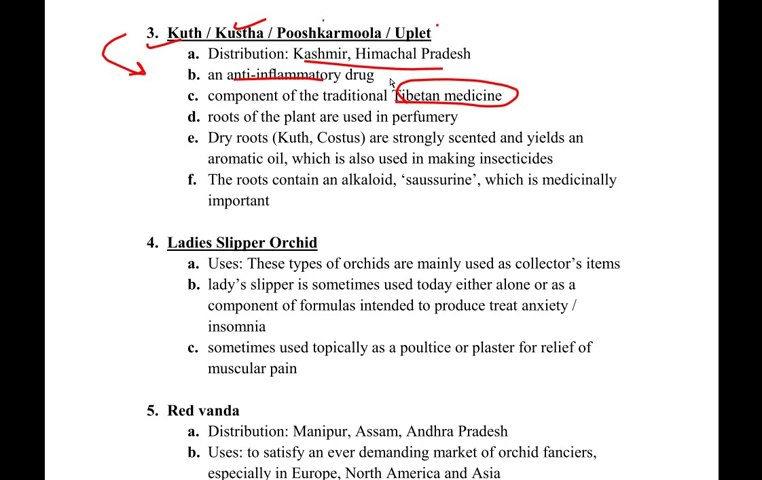 3. Kuth / Kustha / Pooshkarmoola / Uplet
a. Distribution: Kashmir, Himachal Pradesh
b. an anti-inflammatory drug
c. component of the traditional Tibetan medicine
d. roots of the plant are used in perfumery
e. Dry roots (Kuth, Costus) are strongly scented and yields an
aromatic oil, which is also used in making insecticides
f. The roots contain an alkaloid, ‘saussurine’, which is medicinally
important
4. Ladies Slipper Orchid
a. Uses: These types of orchids are mainly used as collector’s items
b. lady’s slipper is sometimes used today either alone or as a
component of formulas intended to produce treat anxiety /
insomnia
c. sometimes used topically as a poultice or plaster for relief of
muscular pain
5. Red vanda
a. Distribution: Manipur, Assam, Andhra Pradesh
b. Uses: to satisfy an ever demanding market of orchid fanciers,
especially in Europe, North America and Asia